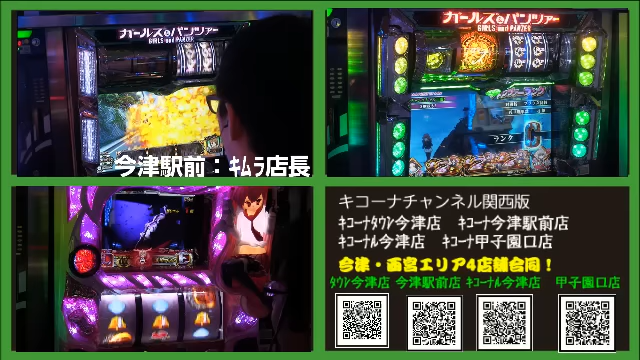 ガールズ&パンツァー
GIRLS und PANZER
今津駅前：ｷﾑﾗ店長
ガールズ&パンツァー
GIRLS und PANZER
ランク
キコーナチャンネル関西版
ｷｺｰﾅﾀｳﾝ今津店 ｷｺｰﾅ今津駅前店
ｷｺｰﾅﾙ今津店 ｷｺｰﾅ甲子園口店
今津・西宮エリア4店舗合同！
ﾀｳﾝ今津店 今津駅前店 ｷｺｰﾅﾙ今津店 甲子園口店